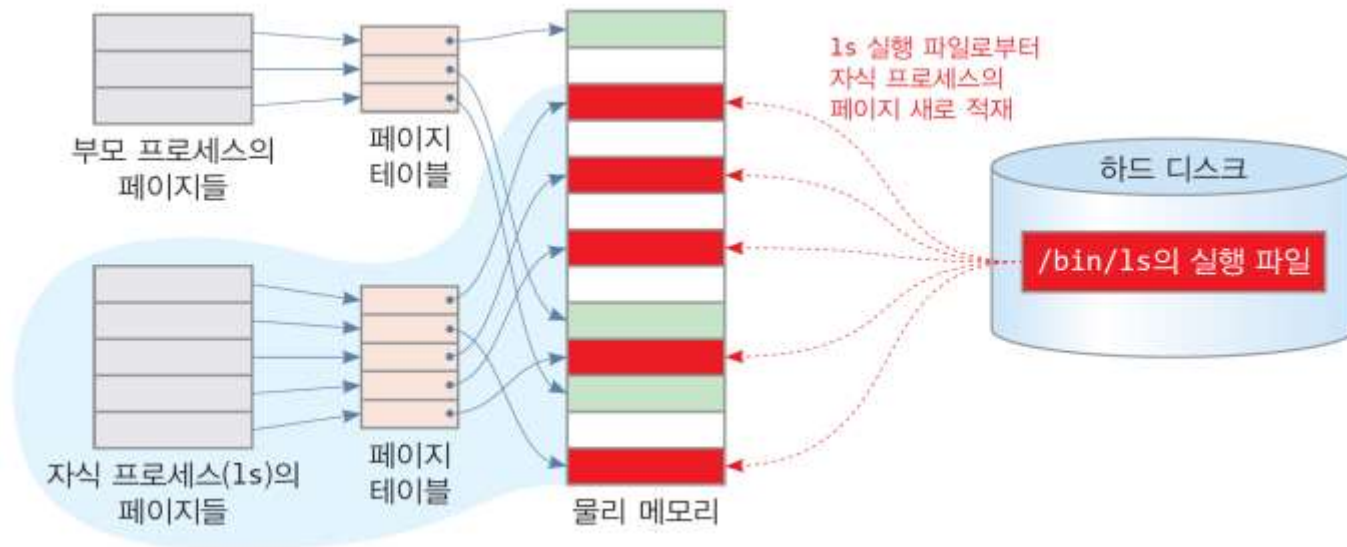 ls 실행 파일로부터
자식 프로세스의
페이지 새로 적재
부모 프로세스의
페이지들
페이지
테이블
하드 디스크
/bin/ls의 실행 파일
자식 프로세스(ls)의
페이지들
페이지
테이블
물리 메모리